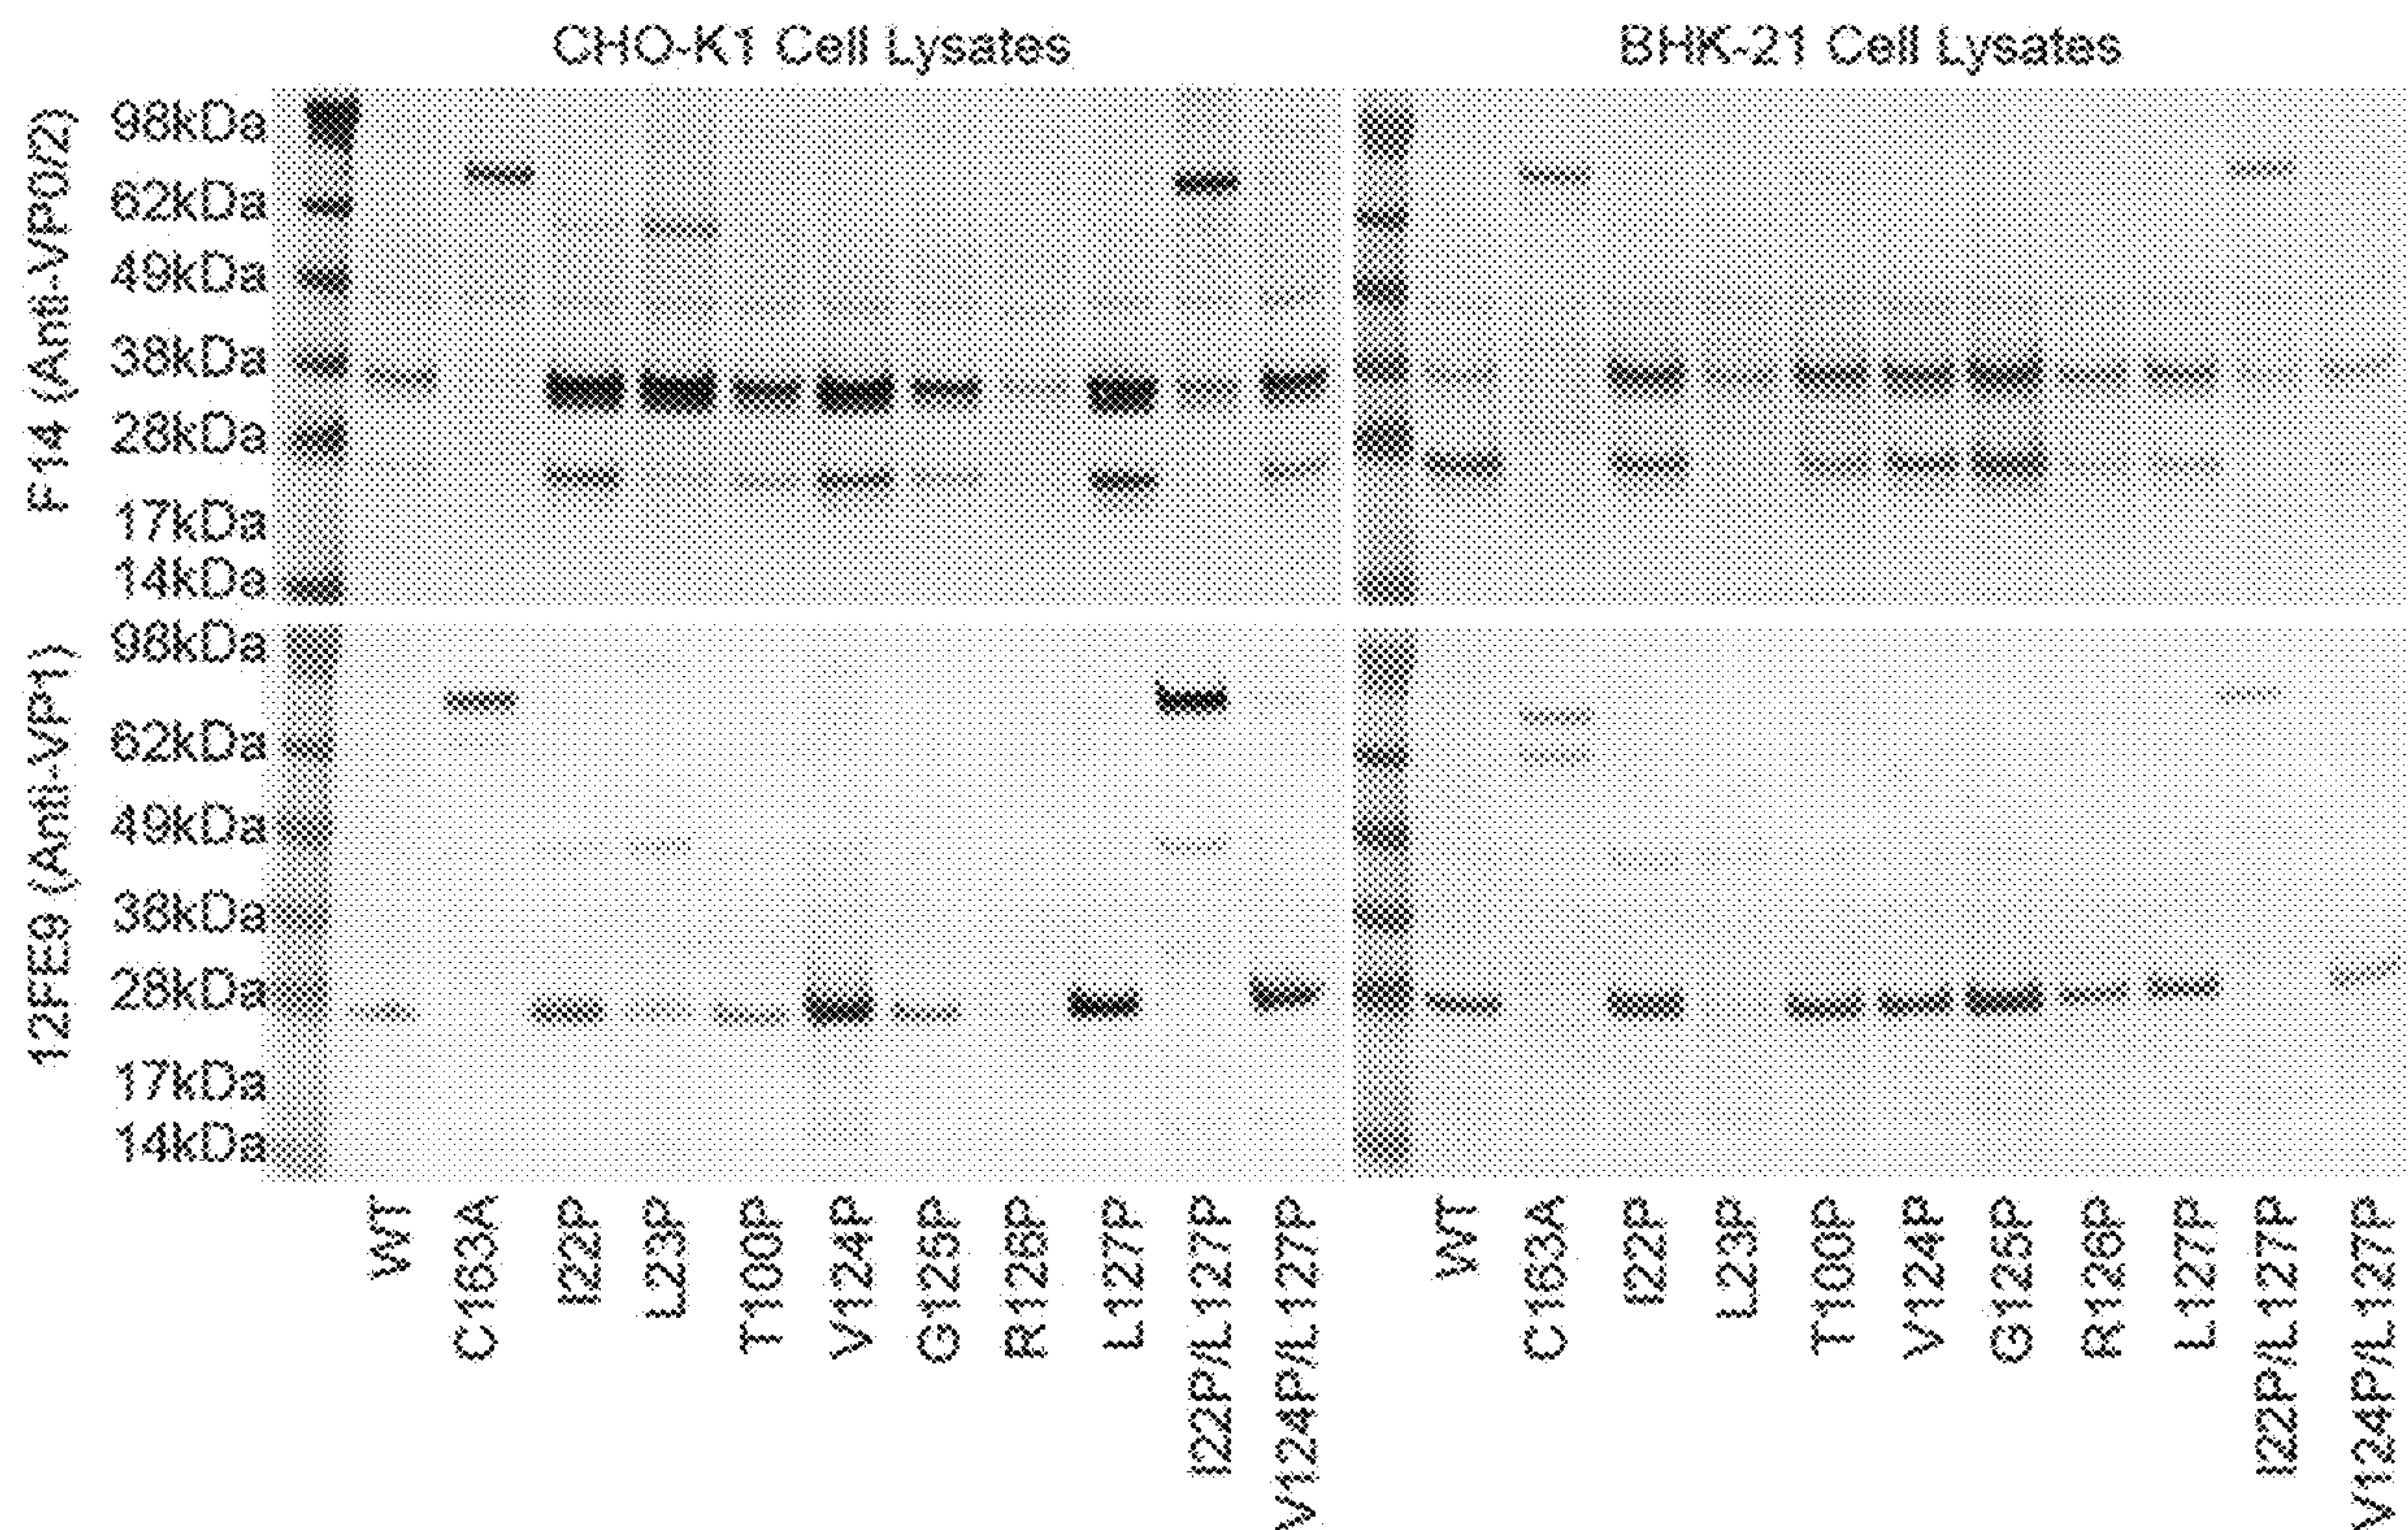 CHO-K1 Cell Lysates
BHK-21 Cell Lysates
F14 (Anti-VP0/2)
98kDa
62kDa
49kDa
38kDa
28kDa
17kDa
14kDa
12FE9 (Anti-VP1)
98kDa
62kDa
49kDa
38kDa
28kDa
17kDa
14kDa
WT
C163A
I22P
L23P
T100P
V124P
G125P
R126P
L127P
I22P/L127P
V124P/L127P
WT
C163A
I22P
L23P
T100P
V124P
G125P
R126P
L127P
I22P/L127P
V124P/L127P